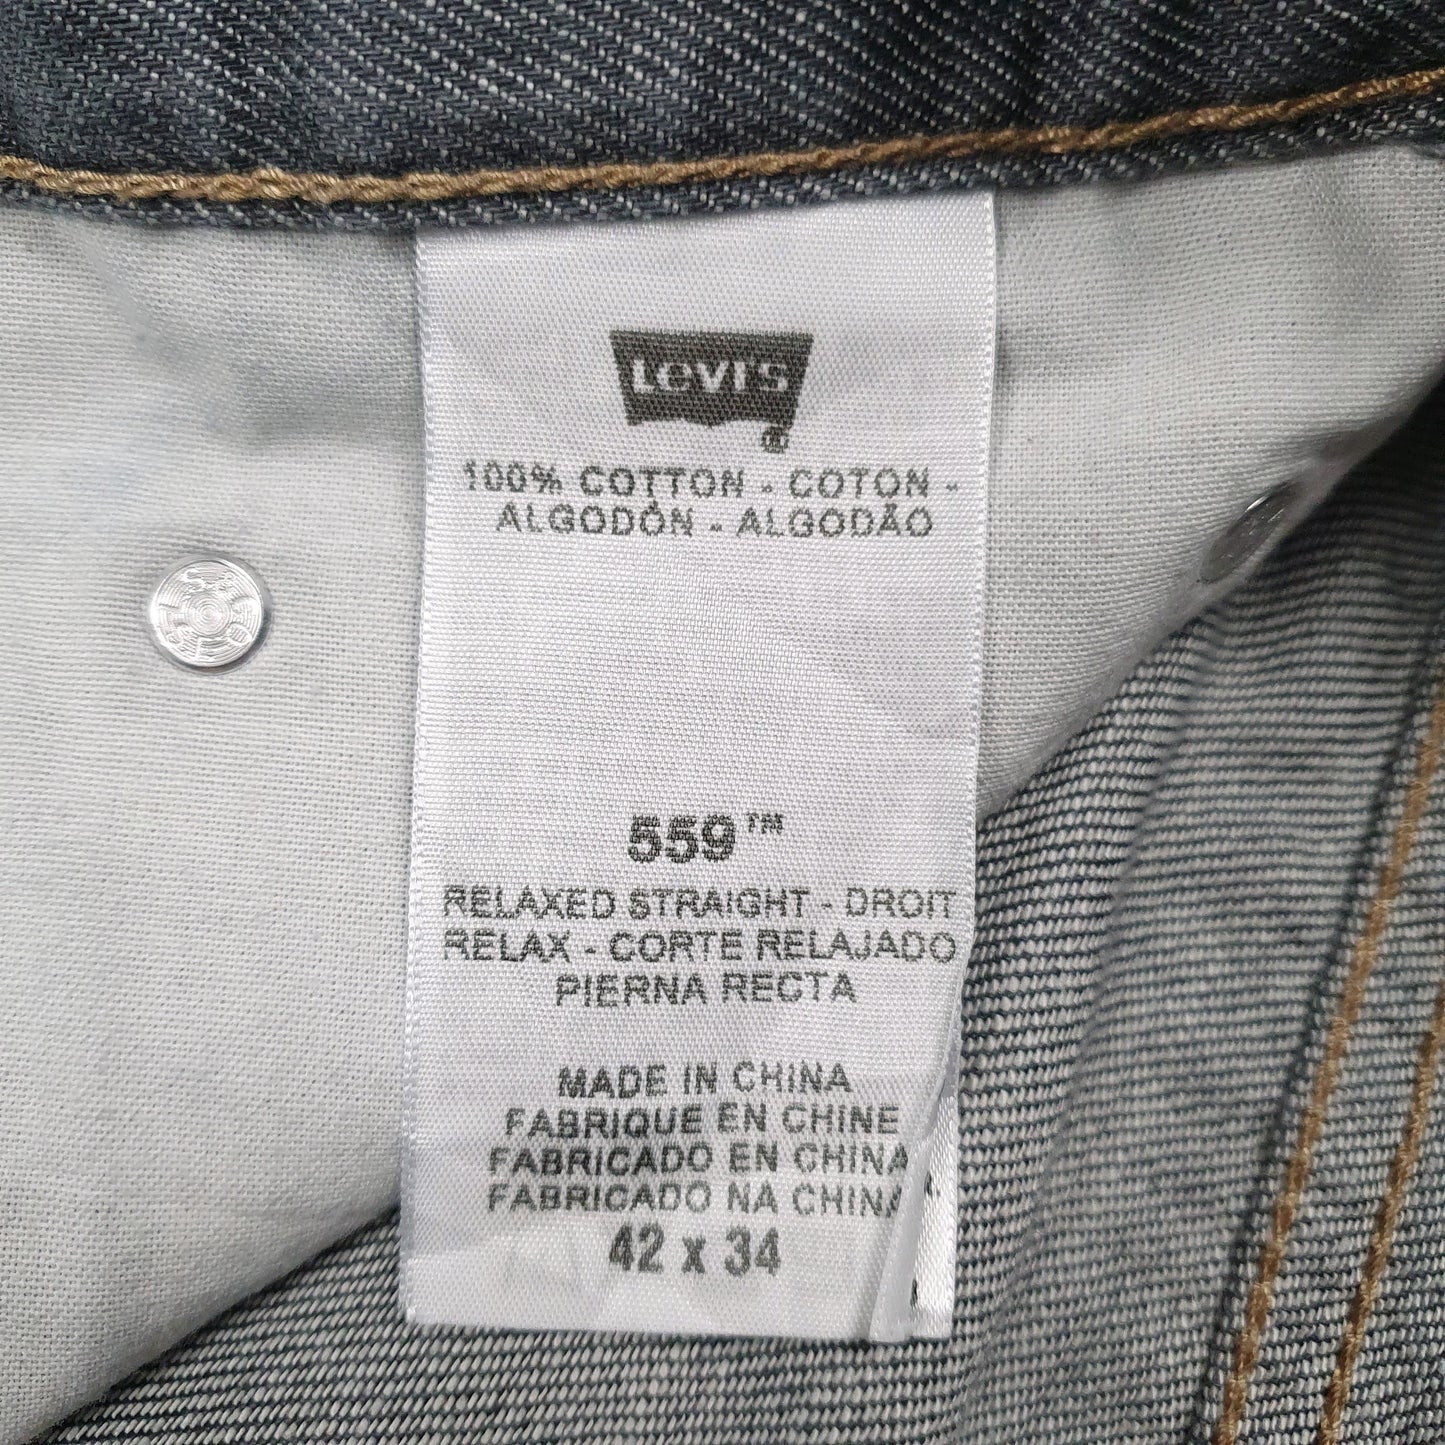 LEVI'S
®
100% COTTON - COTON -
ALGODÓN - ALGODÃO
559™
RELAXED STRAIGHT - DROIT
RELAX - CORTE RELAJADO
PIERNA RECTA
MADE IN CHINA
FABRIQUE EN CHINE
FABRICADO EN CHINA
FABRICADO NA CHINA
42 x 34